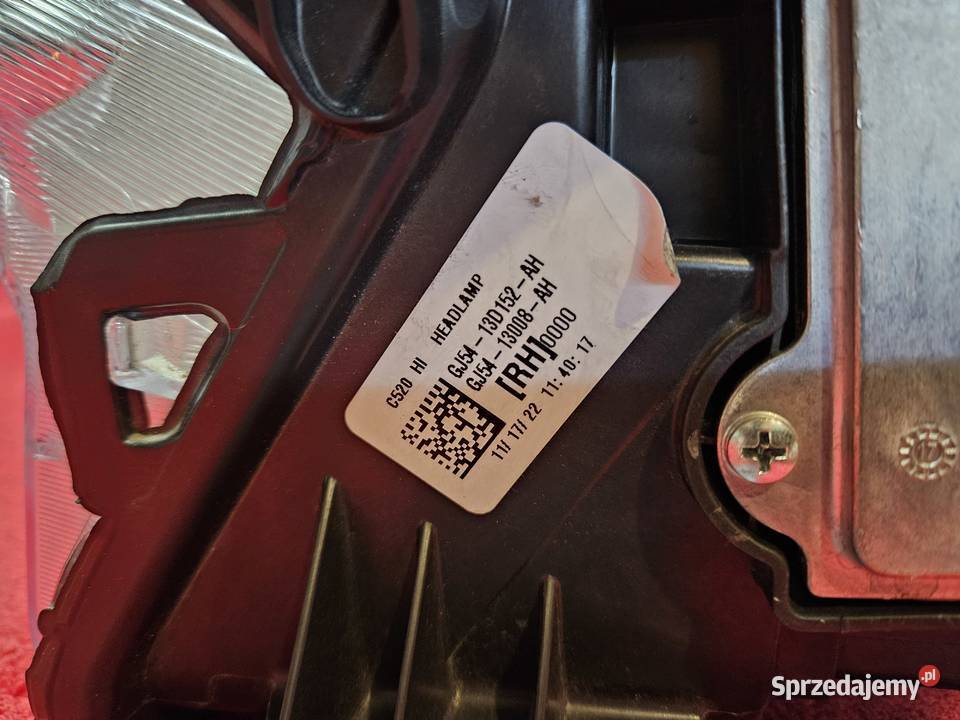 C520 HI HEADLAMP
GJ54-13D152-AH
GJ54-13008-AH
[RH]0000
11/ 17/ 22 11: 40: 17
17
Sprzedajemy.pl